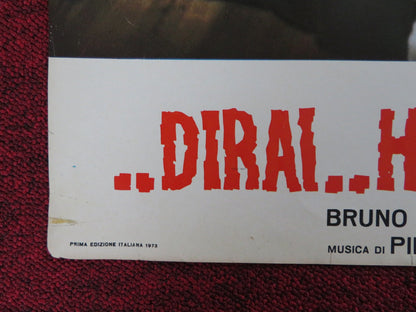 ..DIRAI..H
BRUNO
PRIMA EDIZIONE ITALIANA 1973
MUSICA DI PI